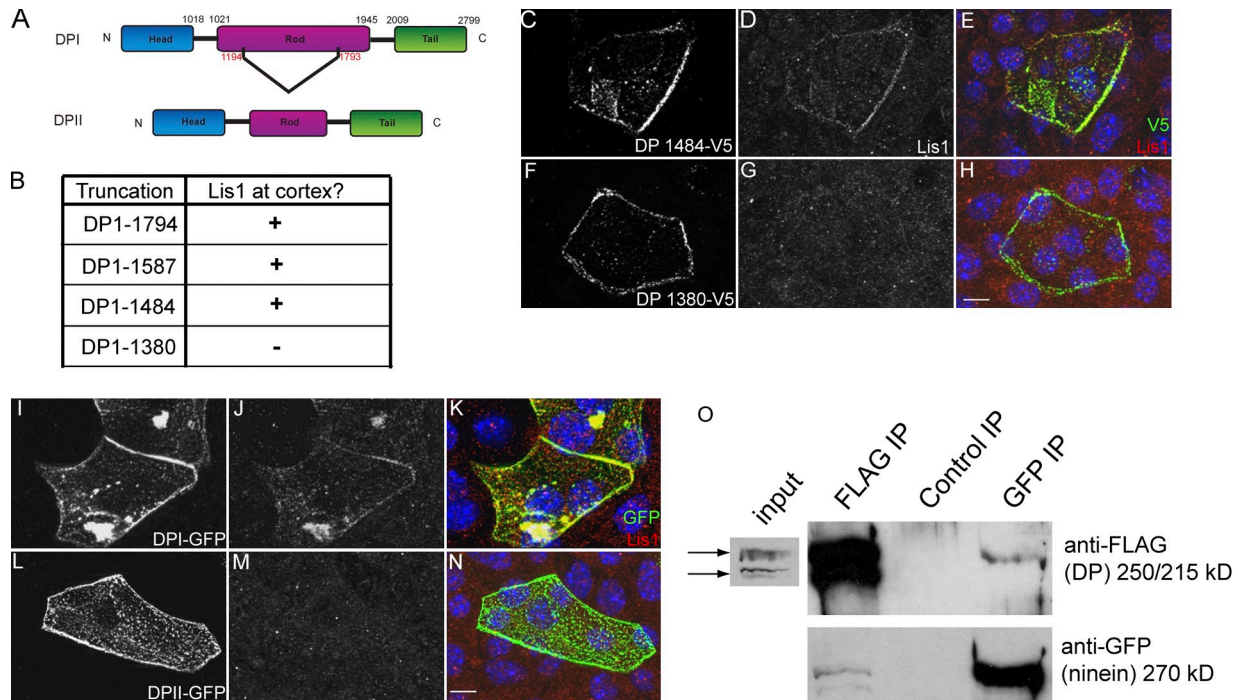 A
1018 1021 1945 2009 2799
DPI N Head Rod Tail C
1194 1793
DPII N Head Rod Tail C
B
Truncation Lis1 at cortex?
DP1-1794 +
DP1-1587 +
DP1-1484 +
DP1-1380 -
C DP 1484-V5
D Lis1
E V5
Lis1
F DP 1380-V5
G
H
I DPI-GFP
J
K GFP
Lis1
L DPII-GFP
M
N
O
input FLAG IP Control IP GFP IP
anti-FLAG
(DP) 250/215 kD
anti-GFP
(ninein) 270 kD